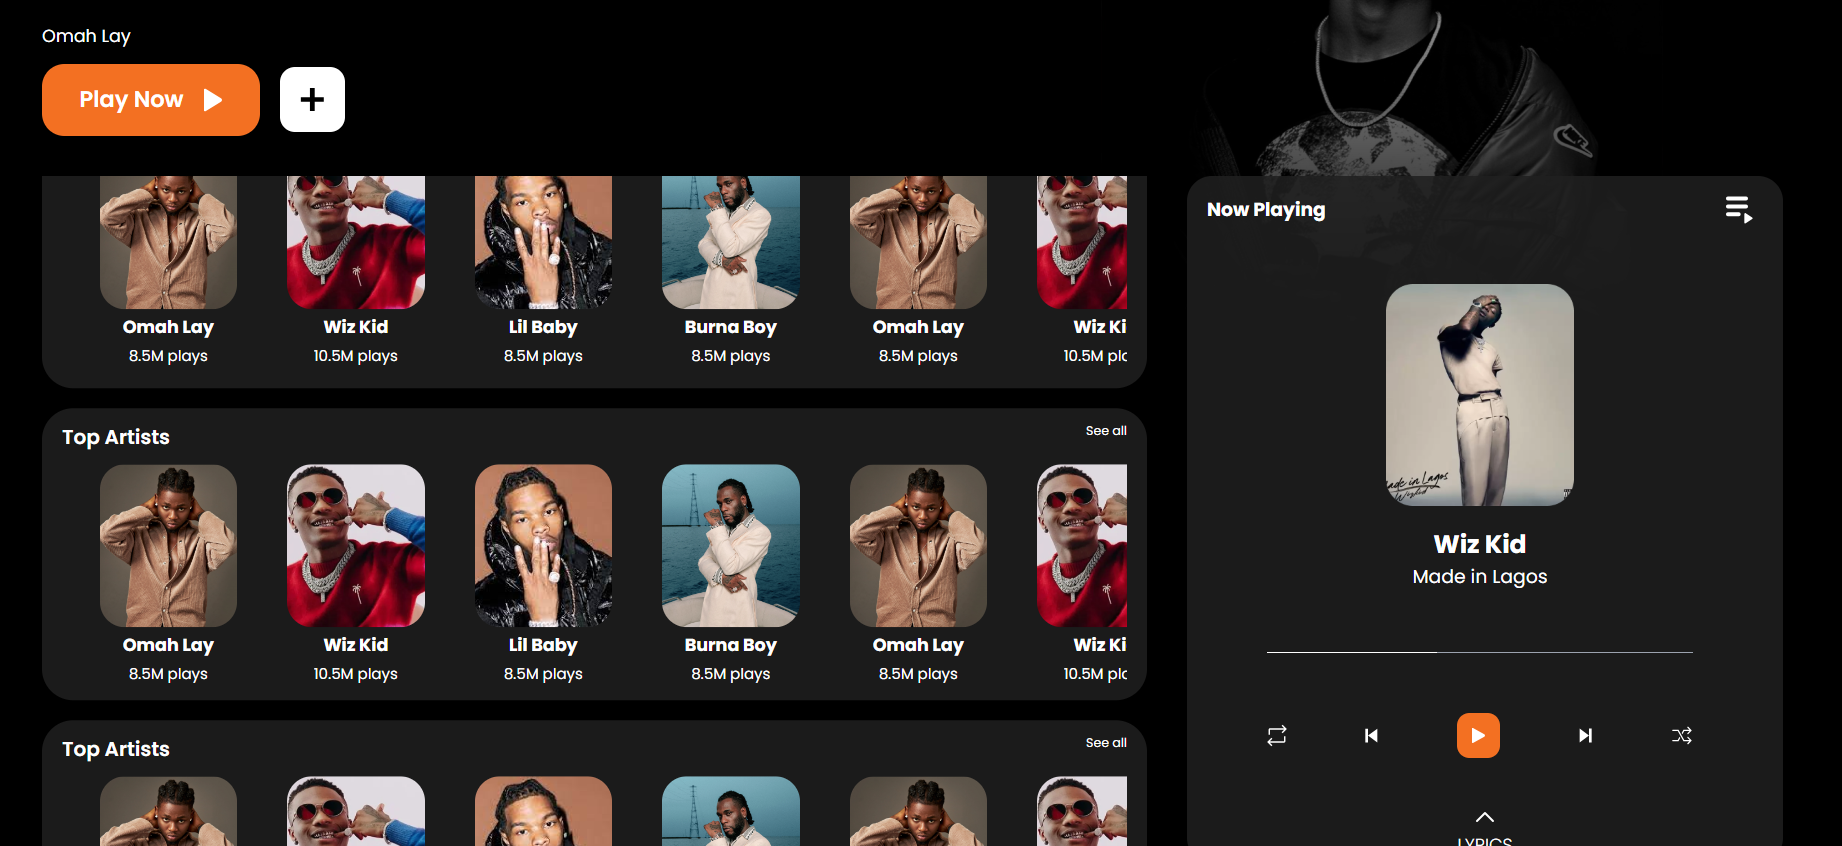 Omah Lay
Play Now
Omah Lay
Wiz Kid
Lil Baby
Burna Boy
Omah Lay
Wiz Ki
8.5M plays
10.5M plays
8.5M plays
8.5M plays
8.5M plays
10.5M pla
Top Artists
See all
Omah Lay
Wiz Kid
Lil Baby
Burna Boy
Omah Lay
Wiz Ki
8.5M plays
10.5M plays
8.5M plays
8.5M plays
8.5M plays
10.5M pla
Top Artists
See all
Now Playing
made in Lagos
Wizkid
Wiz Kid
Made in Lagos
LYRICS